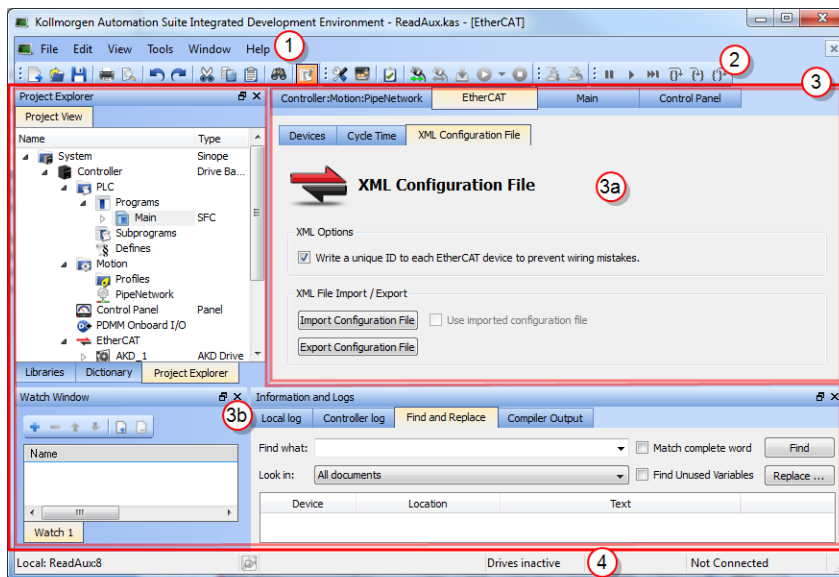 Kollmorgen Automation Suite Integrated Development Environment - ReadAux.kas - [EtherCAT]
File Edit View Tools Window Help
1
2
3
Project Explorer
Project View
Name Type
System Sinope
Controller Drive Ba...
PLC
Programs
Main SFC
Subprograms
Defines
Motion
Profiles
PipeNetwork
Control Panel Panel
PDMM Onboard I/O
EtherCAT
AKD_1 AKD Drive
Libraries Dictionary Project Explorer
Controller:Motion:PipeNetwork EtherCAT Main Control Panel
Devices Cycle Time XML Configuration File
XML Configuration File
3a
XML Options
Write a unique ID to each EtherCAT device to prevent wiring mistakes.
XML File Import / Export
Import Configuration File Use imported configuration file
Export Configuration File
Watch Window
3b
Name
Watch 1
Information and Logs
Local log Controller log Find and Replace Compiler Output
Find what: Match complete word Find
Look in: All documents Find Unused Variables Replace ...
Device Location Text
Local: ReadAux:8 Drives inactive 4 Not Connected